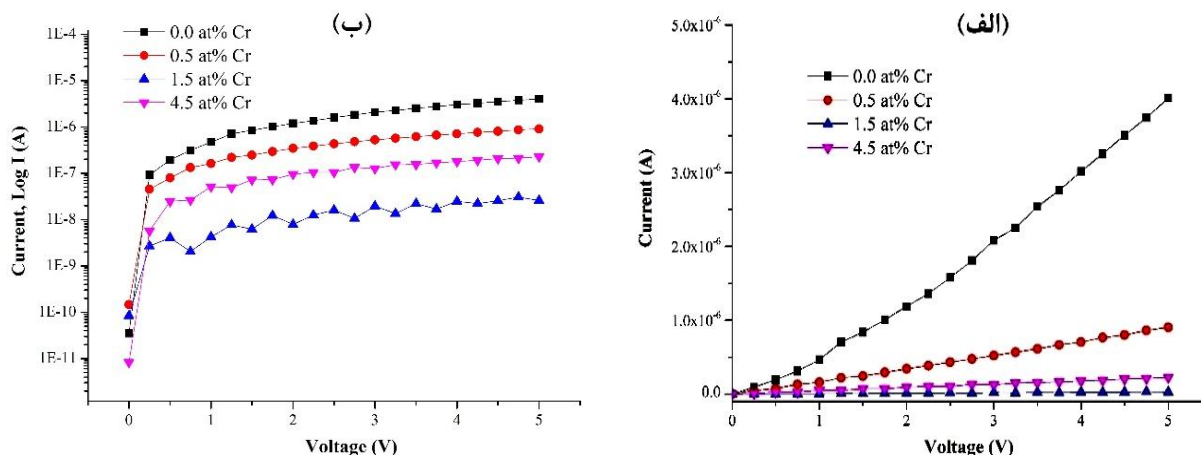 (ب)
0.0 at% Cr
0.5 at% Cr
1.5 at% Cr
4.5 at% Cr
Current, Log I (A)
1E-4
1E-5
1E-6
1E-7
1E-8
1E-9
1E-10
1E-11
0 1 2 3 4 5
Voltage (V)
(الف)
0.0 at% Cr
0.5 at% Cr
1.5 at% Cr
4.5 at% Cr
Current (A)
5.0x10⁻⁶
4.0x10⁻⁶
3.0x10⁻⁶
2.0x10⁻⁶
1.0x10⁻⁶
0.0
0 1 2 3 4 5
Voltage (V)